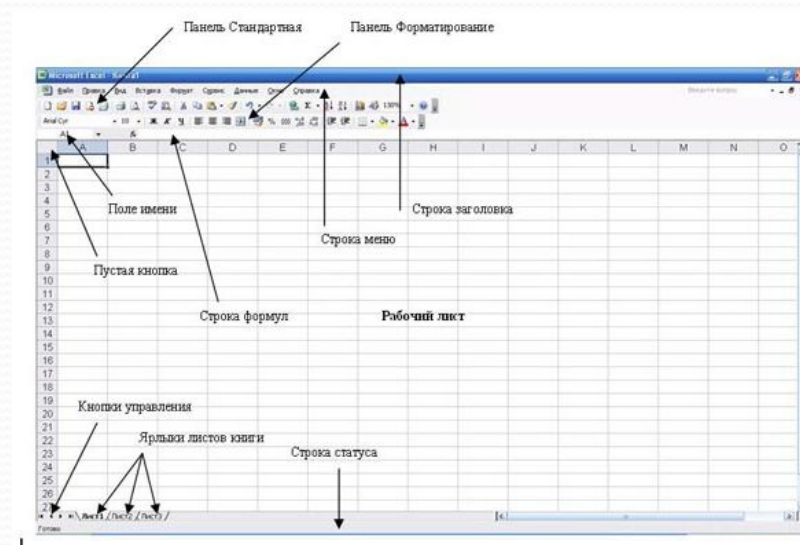 Панель Стандартная Панель Форматирование
Microsoft Excel - Книга1
Файл Правка Вид Вставка Формат Сервис Данные Окно Справка Введите вопрос
130%
Arial Cyr 10 Ж К Ч
A1 fx
A B C D E F G H I J K L M N O
1
2
3
4
5
6
7
8
9
10
11
12
13
14
15
16
17
18
19
20
21
22
23
24
25
26
27
Поле имени Строка заголовка
Строка меню
Пустая кнопка
Строка формул Рабочий лист
Кнопки управления
Ярлыки листов книги
Строка статуса
Лист1 Лист2 Лист3
Готово